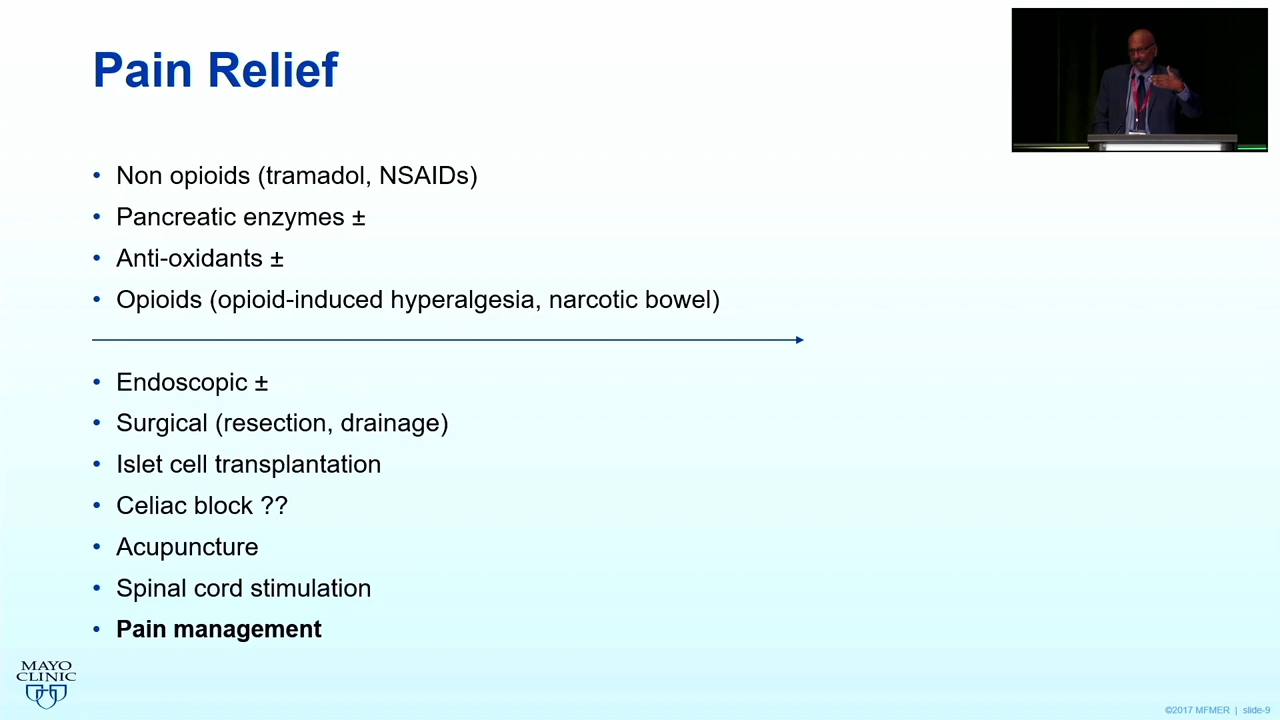 Pain Relief
• Non opioids (tramadol, NSAIDs)
• Pancreatic enzymes ±
• Anti-oxidants ±
• Opioids (opioid-induced hyperalgesia, narcotic bowel)
• Endoscopic ±
• Surgical (resection, drainage)
• Islet cell transplantation
• Celiac block ??
• Acupuncture
• Spinal cord stimulation
• Pain management
MAYO
CLINIC
©2017 MFMER | slide-9